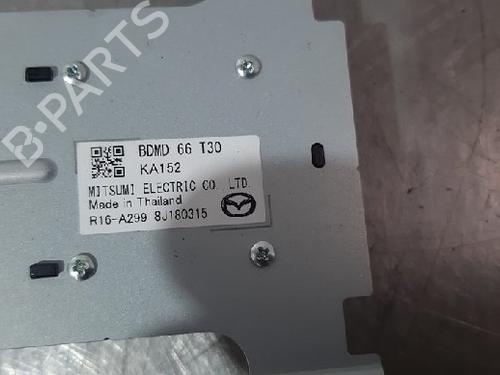 B-PARTS
BDMD 66 T30
KA152
MITSUMI ELECTRIC CO. LTD.
Made in Thailand
R16-A299 8J180315